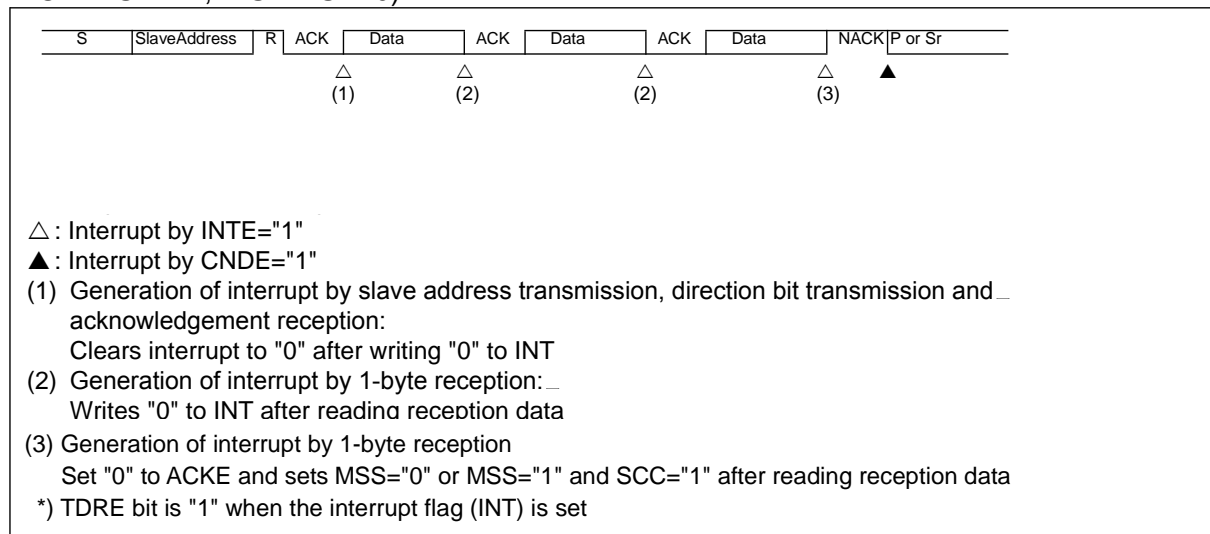 S SlaveAddress R ACK Data ACK Data ACK Data NACK P or Sr
△ △ △ △ ▲
(1) (2) (2) (3)
△ : Interrupt by INTE="1"
▲ : Interrupt by CNDE="1"
(1) Generation of interrupt by slave address transmission, direction bit transmission and
acknowledgement reception:
Clears interrupt to "0" after writing "0" to INT
(2) Generation of interrupt by 1-byte reception:
Writes "0" to INT after reading reception data
(3) Generation of interrupt by 1-byte reception
Set "0" to ACKE and sets MSS="0" or MSS="1" and SCC="1" after reading reception data
*) TDRE bit is "1" when the interrupt flag (INT) is set